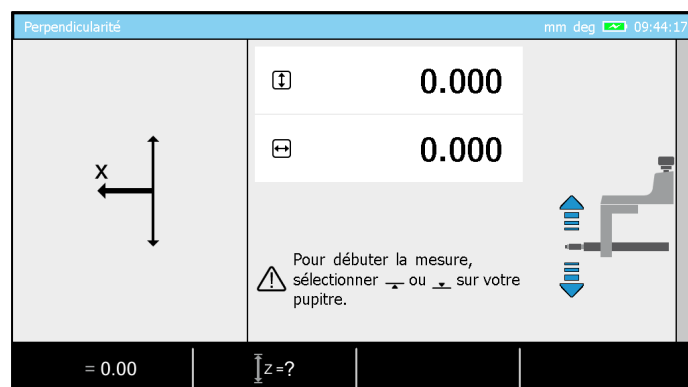 Perpendicularité
mm deg 09:44:17
0.000
0.000
X
Pour débuter la mesure,
sélectionner ou sur votre
pupitre.
= 0.00
Z =?